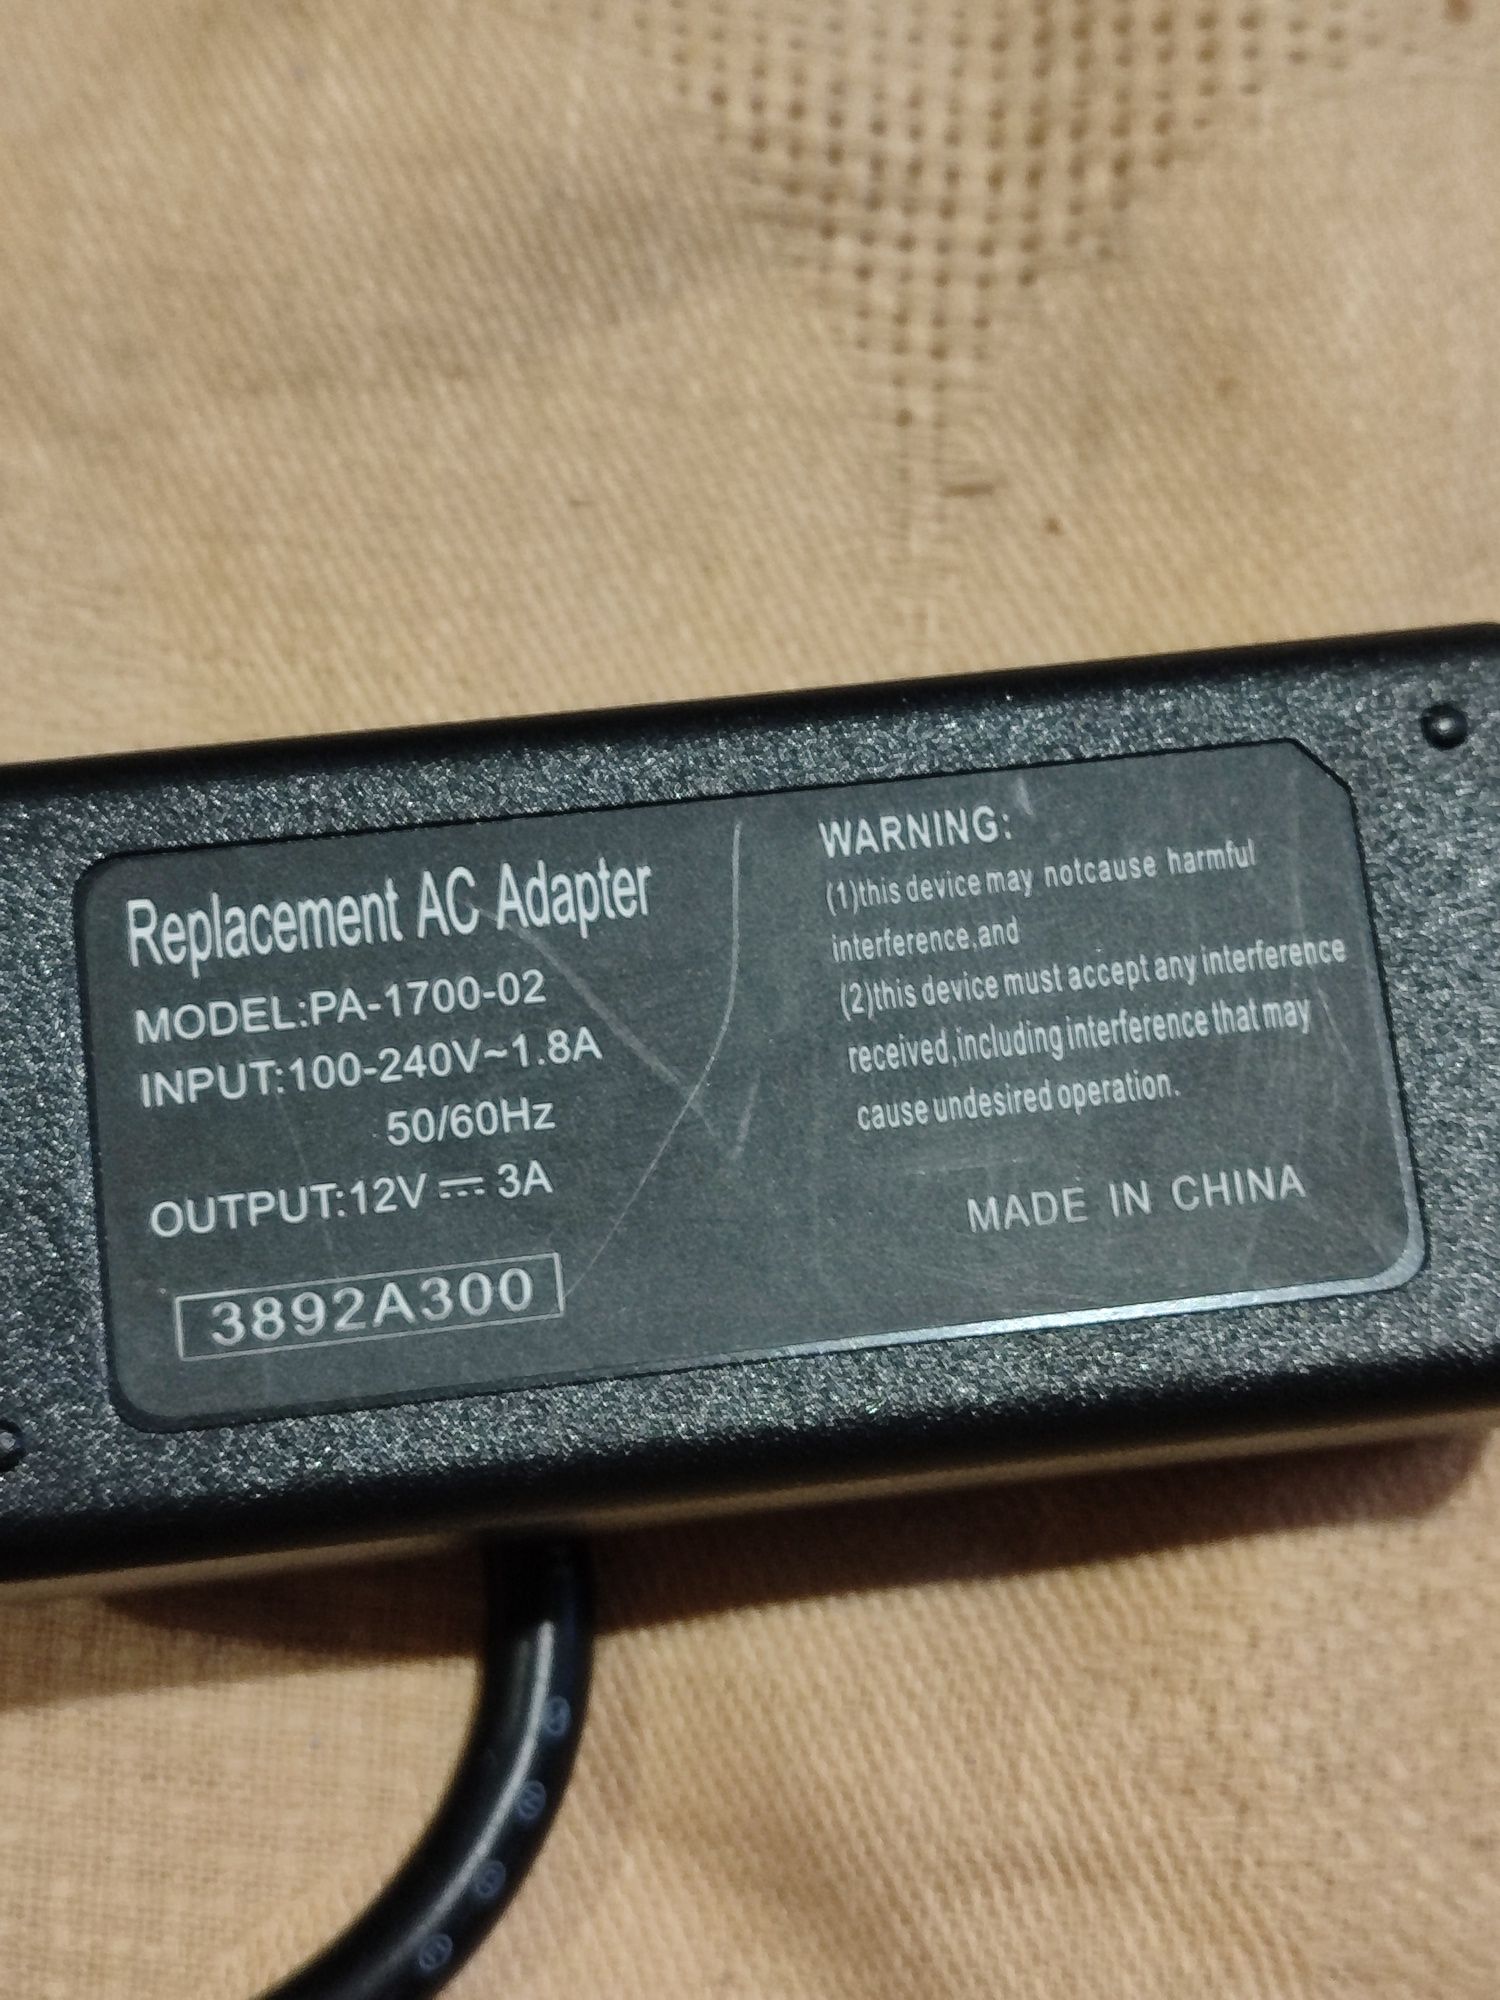 Replacement AC Adapter
MODEL:PA-1700-02
INPUT:100-240V~1.8A
50/60Hz
OUTPUT:12V ⎓ 3A
3892A300
WARNING:
(1)this device may notcause harmful
interference,and
(2)this device must accept any interference
received,including interference that may
cause undesired operation.
MADE IN CHINA